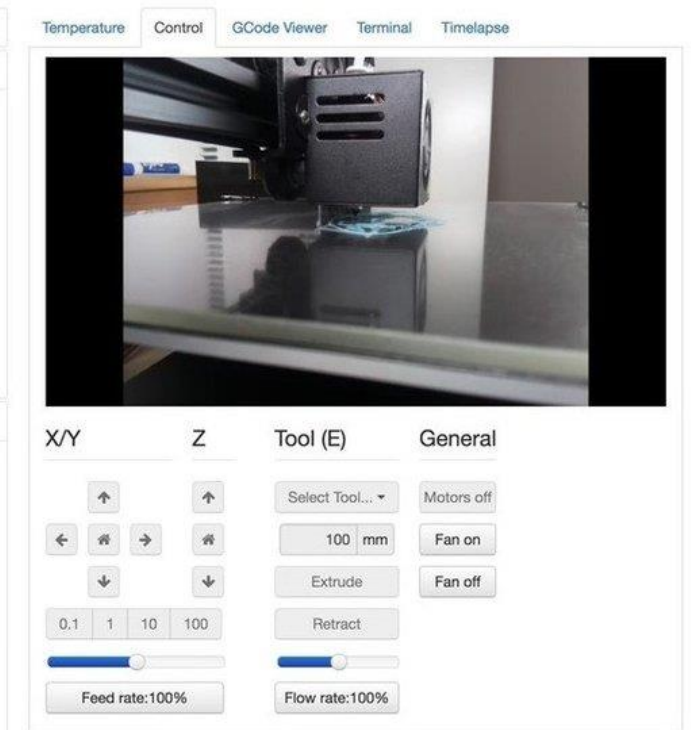 Temperature Control GCode Viewer Terminal Timelapse
X/Y Z Tool (E) General
Select Tool... Motors off
100 mm Fan on
Extrude Fan off
0.1 1 10 100 Retract
Feed rate:100% Flow rate:100%